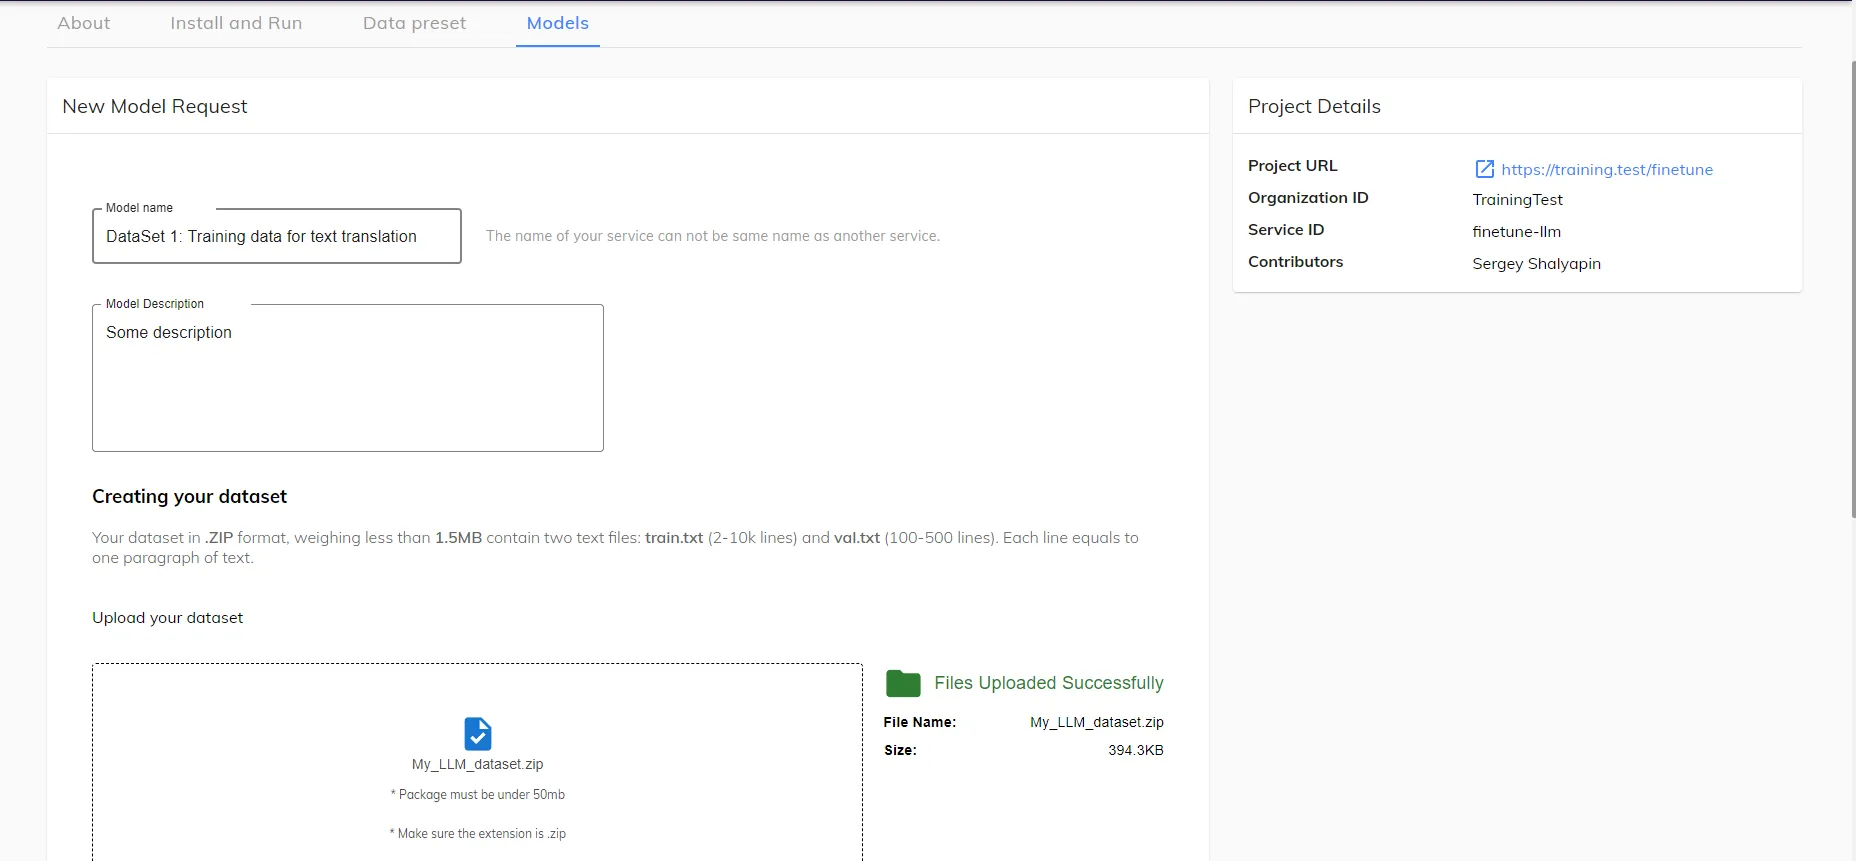 About
Install and Run
Data preset
Models
New Model Request
Model name
DataSet 1: Training data for text translation
The name of your service can not be same name as another service.
Model Description
Some description
Creating your dataset
Your dataset in .ZIP format, weighing less than 1.5MB contain two text files: train.txt (2-10k lines) and val.txt (100-500 lines). Each line equals to
one paragraph of text.
Upload your dataset
My_LLM_dataset.zip
* Package must be under 50mb
* Make sure the extension is .zip
Files Uploaded Successfully
File Name: My_LLM_dataset.zip
Size: 394.3KB
Project Details
Project URL https://training.test/finetune
Organization ID TrainingTest
Service ID finetune-llm
Contributors Sergey Shalyapin